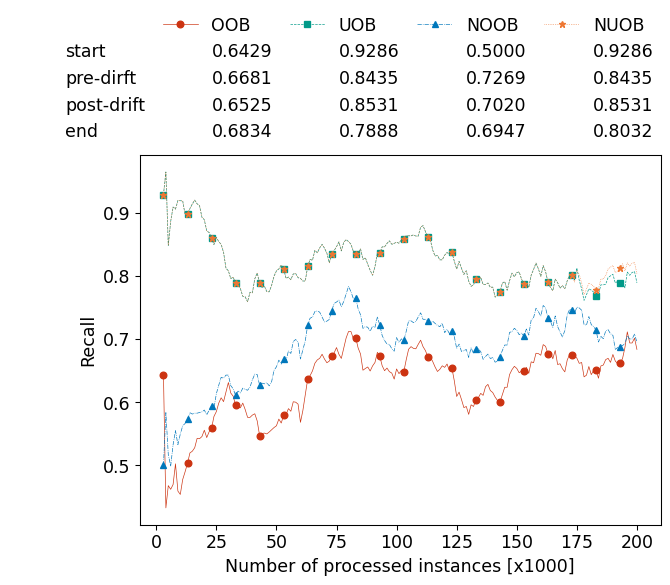 OOB UOB NOOB NUOB
start 0.6429 0.9286 0.5000 0.9286
pre-dirft 0.6681 0.8435 0.7269 0.8435
post-drift 0.6525 0.8531 0.7020 0.8531
end 0.6834 0.7888 0.6947 0.8032
0.9
0.8
0.7
0.6
0.5
Recall
0 25 50 75 100 125 150 175 200
Number of processed instances [x1000]